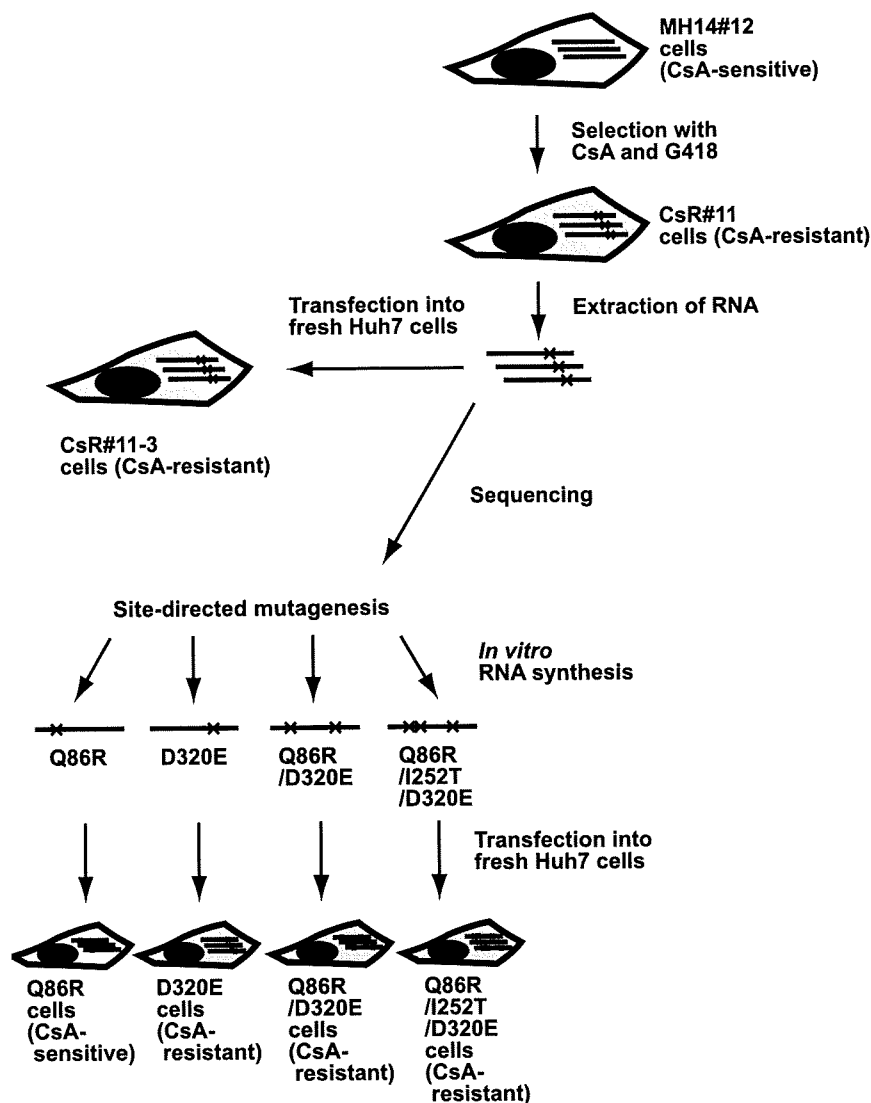 MH14#12
cells
(CsA-sensitive)
Selection with
CsA and G418
CsR#11
cells (CsA-resistant)
Extraction of RNA
Transfection into
fresh Huh7 cells
CsR#11-3
cells (CsA-resistant)
Sequencing
Site-directed mutagenesis
In vitro
RNA synthesis
Q86R
D320E
Q86R
/D320E
Q86R
/I252T
/D320E
Transfection into
fresh Huh7 cells
Q86R
cells
(CsA-
sensitive)
D320E
cells
(CsA-
resistant)
Q86R
/D320E
cells
(CsA-
resistant)
Q86R
/I252T
/D320E
cells
(CsA-
resistant)